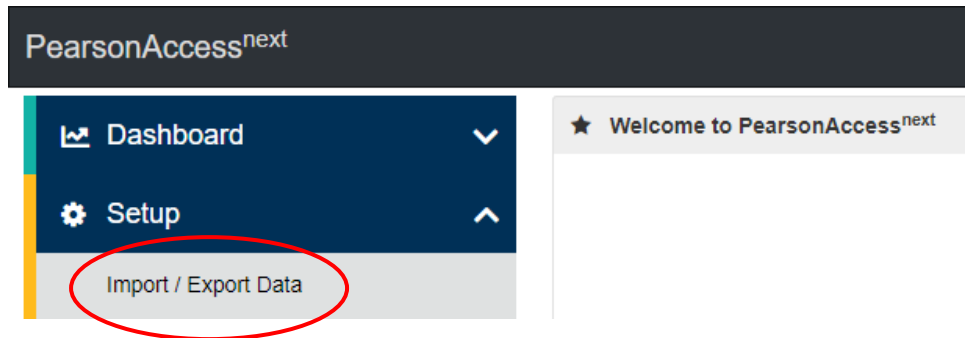 PearsonAccessnext
Dashboard
Welcome to PearsonAccessnext
Setup
Import / Export Data